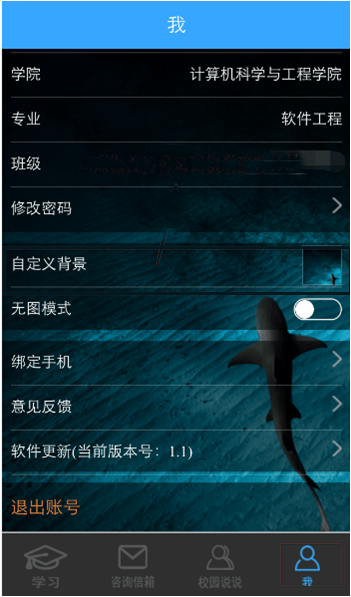 我
学院 计算机科学与工程学院
专业 软件工程
班级
修改密码
自定义背景
无图模式
绑定手机
意见反馈
软件更新(当前版本号：1.1)
退出账号
学习 咨询信箱 校园说说 我